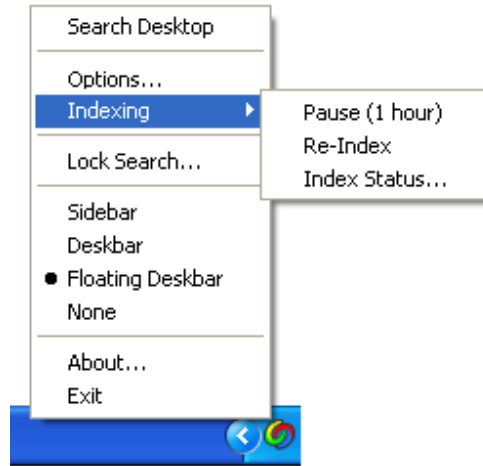 Search Desktop
Options...
Indexing
Pause (1 hour)
Re-Index
Index Status...
Lock Search...
Sidebar
Deskbar
Floating Deskbar
None
About...
Exit